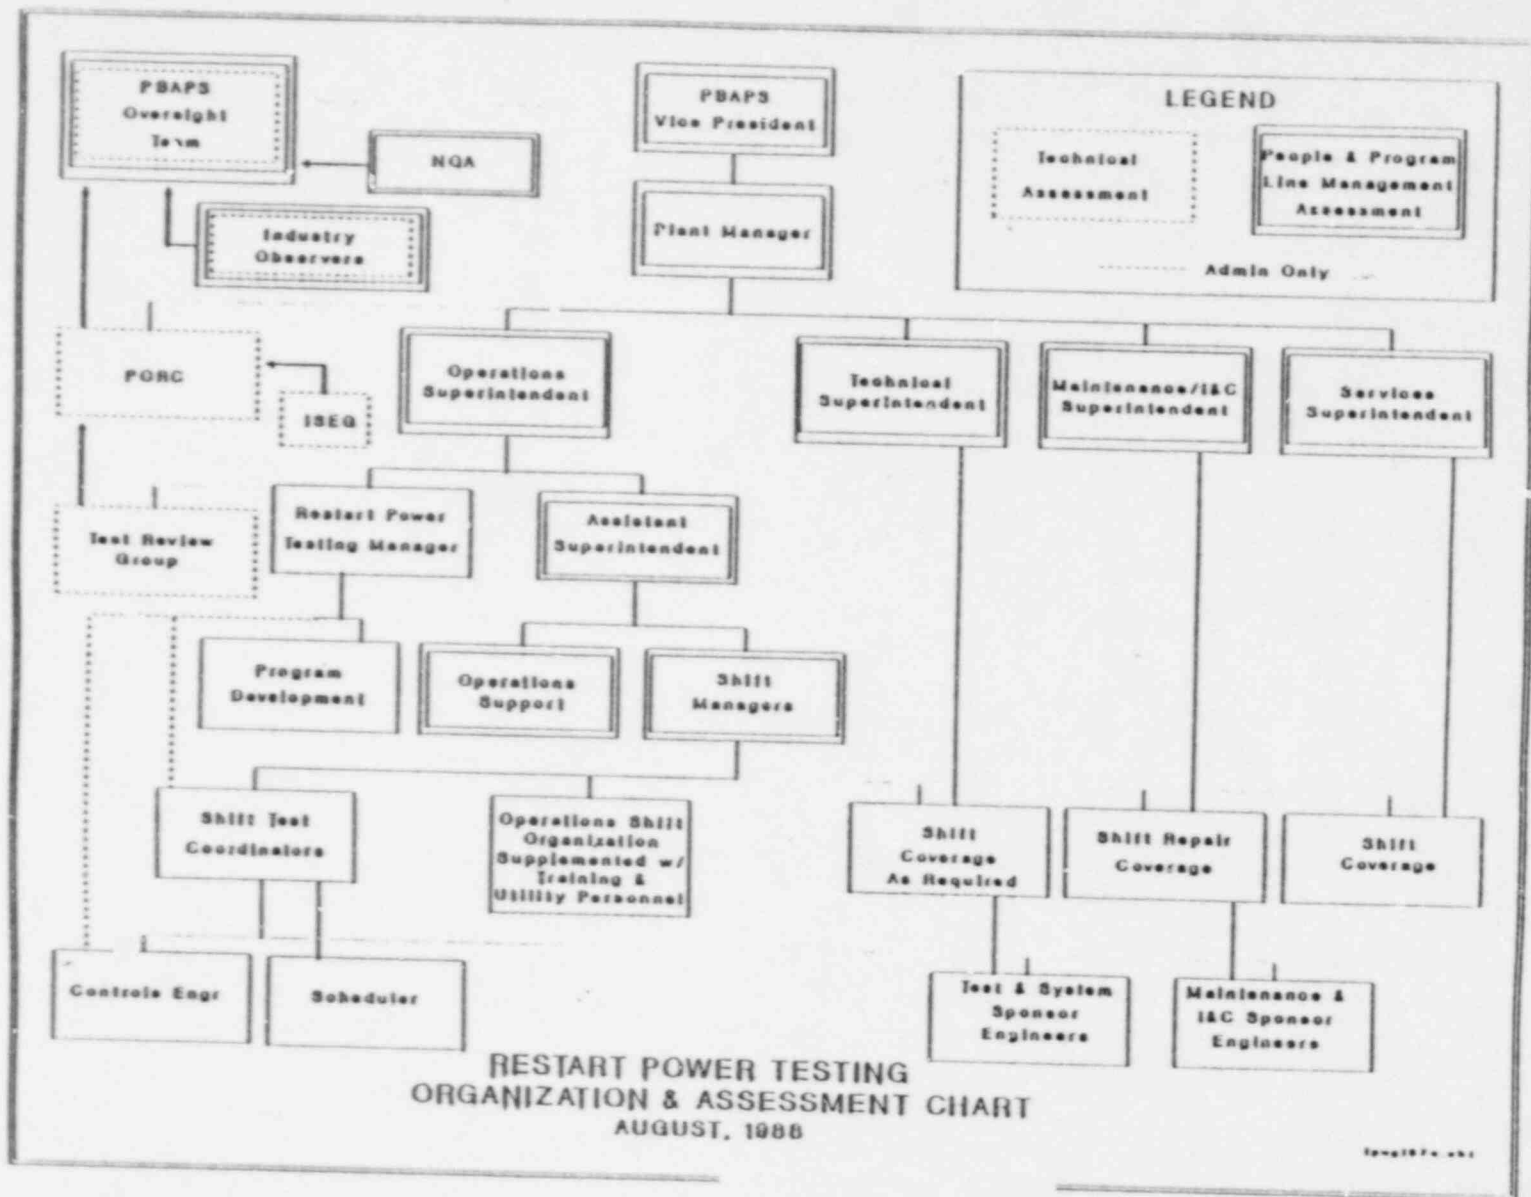 PBAPS
Oversight
Team
NQA
Industry
Observers
PBAPS
Vice President
Plant Manager
LEGEND
Technical
Assessment
People & Program
Line Management
Assessment
Admin Only
PORC
ISEG
Operations
Superintendent
Technical
Superintendent
Maintenance/I&C
Superintendent
Services
Superintendent
Test Review
Group
Restart Power
Testing Manager
Assistant
Superintendent
Program
Development
Operations
Support
Shift
Managers
Shift Test
Coordinators
Operations Shift
Organization
Supplemented w/
Training &
Utility Personnel
Shift
Coverage
As Required
Shift Repair
Coverage
Shift
Coverage
Controls Engr
Scheduler
Test & System
Sponsor
Engineers
Maintenance &
I&C Sponsor
Engineers
RESTART POWER TESTING
ORGANIZATION & ASSESSMENT CHART
AUGUST, 1988